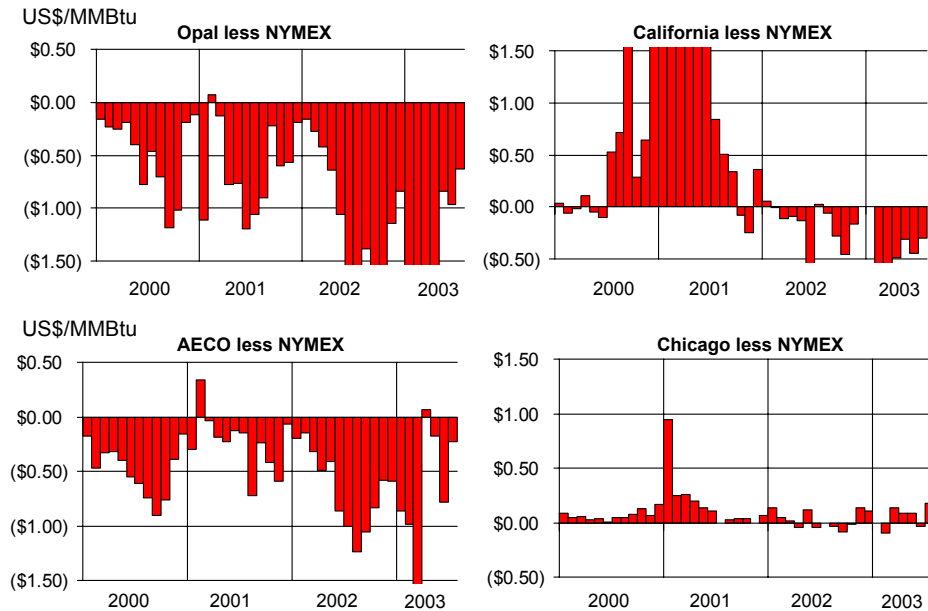 US$/MMBtu
Opal less NYMEX
$0.50
$0.00
($0.50)
($1.00)
($1.50)
2000 2001 2002 2003
California less NYMEX
$1.50
$1.00
$0.50
$0.00
($0.50)
2000 2001 2002 2003
US$/MMBtu
AECO less NYMEX
$0.50
$0.00
($0.50)
($1.00)
($1.50)
2000 2001 2002 2003
Chicago less NYMEX
$1.50
$1.00
$0.50
$0.00
($0.50)
2000 2001 2002 2003